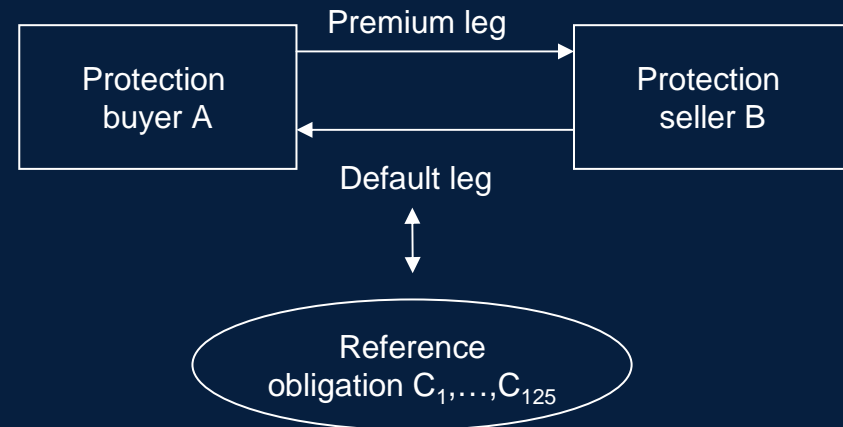 Premium leg
Protection
buyer A
Protection
seller B
Default leg
Reference
obligation C₁,…,C₁₂₅